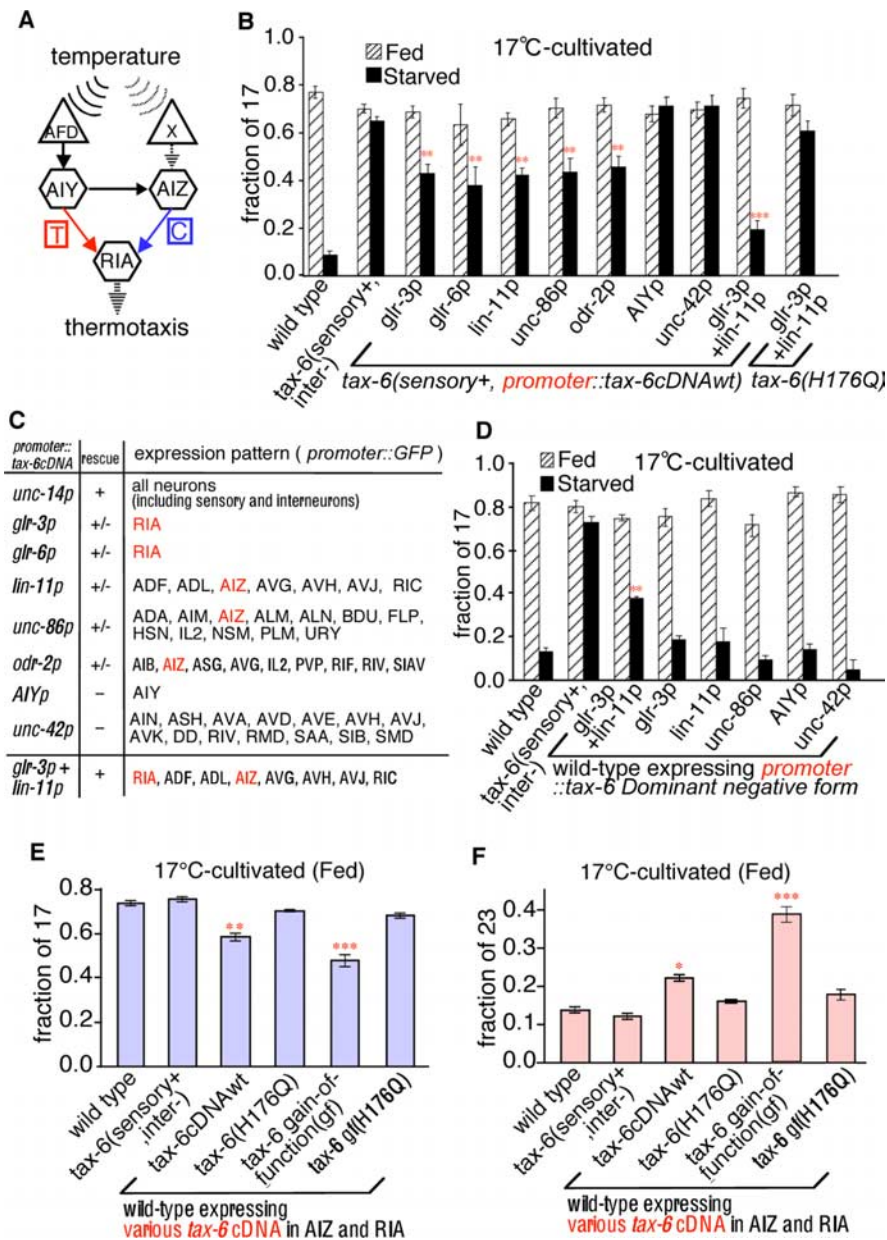 A
temperature
AFD
X
AIY
AIZ
T
C
RIA
thermotaxis
B
17°C-cultivated
Fed
Starved
fraction of 17
1.0
0.8
0.6
0.4
0.2
0.0
**
**
**
**
**
***
wild type
tax-6(sensory+,
inter-)
glr-3p
glr-6p
lin-11p
unc-86p
odr-2p
AIYp
unc-42p
glr-3p
+lin-11p
glr-3p
+lin-11p
tax-6(sensory+, promoter::tax-6cDNAwt)
tax-6(H176Q)
C
promoter::
tax-6cDNA
rescue
expression pattern ( promoter::GFP )
unc-14p + all neurons
(including sensory and interneurons)
glr-3p +/- RIA
glr-6p +/- RIA
lin-11p +/- ADF, ADL, AIZ, AVG, AVH, AVJ, RIC
unc-86p +/- ADA, AIM, AIZ, ALM, ALN, BDU, FLP,
HSN, IL2, NSM, PLM, URY
odr-2p +/- AIB, AIZ, ASG, AVG, IL2, PVP, RIF, RIV, SIAV
AIYp – AIY
unc-42p – AIN, ASH, AVA, AVD, AVE, AVH, AVJ,
AVK, DD, RIV, RMD, SAA, SIB, SMD
glr-3p +
lin-11p
+ RIA, ADF, ADL, AIZ, AVG, AVH, AVJ, RIC
D
17°C-cultivated
Fed
Starved
fraction of 17
1.0
0.8
0.6
0.4
0.2
0.0
**
wild type
tax-6(sensory+,
inter-)
glr-3p
+lin-11p
glr-3p
lin-11p
unc-86p
AIYp
unc-42p
wild-type expressing promoter
::tax-6 Dominant negative form
E
17°C-cultivated (Fed)
fraction of 17
0.8
0.6
0.4
0.2
0.0
**
***
wild type
tax-6(sensory+
,inter-)
tax-6cDNAwt
tax-6(H176Q)
tax-6 gain-of-
function(gf)
tax-6 gf(H176Q)
wild-type expressing
various tax-6 cDNA in AIZ and RIA
F
17°C-cultivated (Fed)
fraction of 23
0.4
0.3
0.2
0.1
0.0
*
***
wild type
tax-6(sensory+
,inter-)
tax-6cDNAwt
tax-6(H176Q)
tax-6 gain-of-
function(gf)
tax-6 gf(H176Q)
wild-type expressing
various tax-6 cDNA in AIZ and RIA